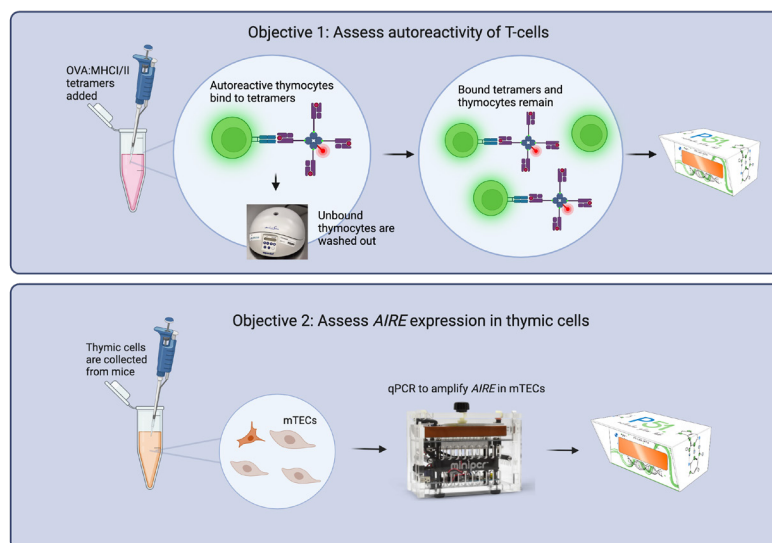 Objective 1: Assess autoreactivity of T-cells
OVA:MHCI/II
tetramers
added
Autoreactive thymocytes
bind to tetramers
Unbound
thymocytes are
washed out
Bound tetramers and
thymocytes remain
P51
Objective 2: Assess AIRE expression in thymic cells
Thymic cells
are collected
from mice
mTECs
qPCR to amplify AIRE in mTECs
minipcr
P51